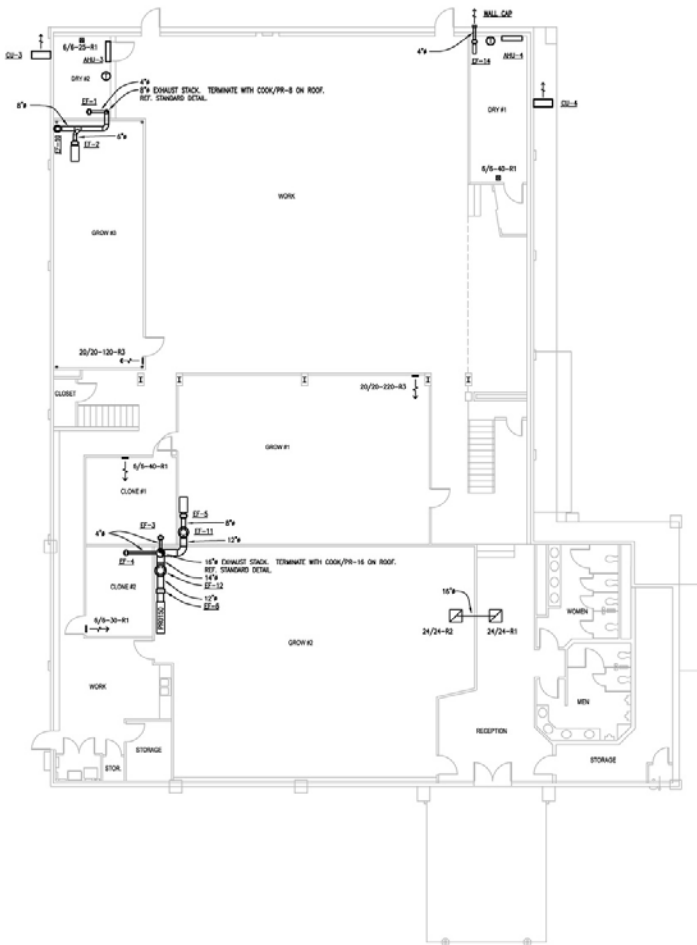 WALL CAP
4"ø
EF-14
AHU-4
CU-3
6/6-25-R1
AHU-3
DRY #2
EF-1
4"ø
8"ø EXHAUST STACK. TERMINATE WITH COOK/PR-8 ON ROOF.
REF. STANDARD DETAIL.
CU-4
DRY #1
8"ø
6"ø
EF-2
6/6-40-R1
WORK
GROW #3
20/20-120-R3
CLOSET
20/20-220-R3
GROW #1
6/6-40-R1
CLONE #1
EF-5
8"ø
EF-3
EF-11
4"ø
12"ø
EF-4
16"ø EXHAUST STACK. TERMINATE WITH COOK/PR-16 ON ROOF.
REF. STANDARD DETAIL.
14"ø
EF-12
12"ø
EF-6
PRO150
CLONE #2
6/6-30-R1
16"ø
24/24-R2
24/24-R1
GROW #2
WOMEN
MEN
WORK
RECEPTION
STORAGE
STOR.
STORAGE